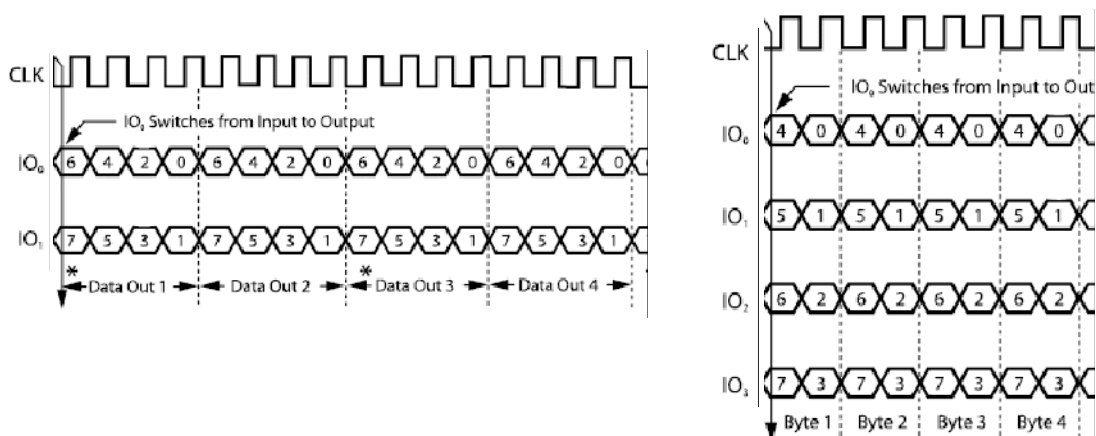 CLK
IO₀ Switches from Input to Output
IO₀ 6 4 2 0 6 4 2 0 6 4 2 0 6 4 2 0
IO₁ 7 5 3 1 7 5 3 1 7 5 3 1 7 5 3 1
* *
Data Out 1 Data Out 2 Data Out 3 Data Out 4
CLK
IO₀ Switches from Input to Out
IO₀ 4 0 4 0 4 0 4 0
IO₁ 5 1 5 1 5 1 5 1
IO₂ 6 2 6 2 6 2 6 2
IO₃ 7 3 7 3 7 3 7 3
Byte 1 Byte 2 Byte 3 Byte 4